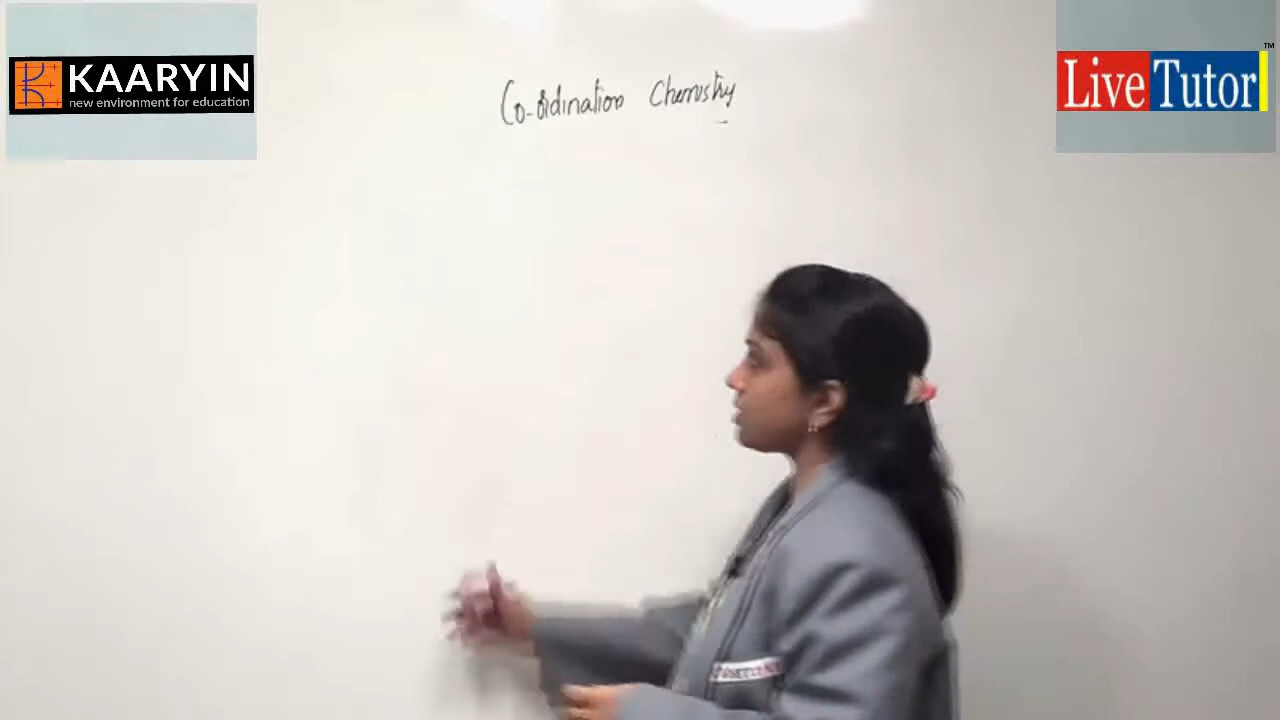 KAARYIN
new environment for education
Co-ordination Chemistry
LiveTutor
TM